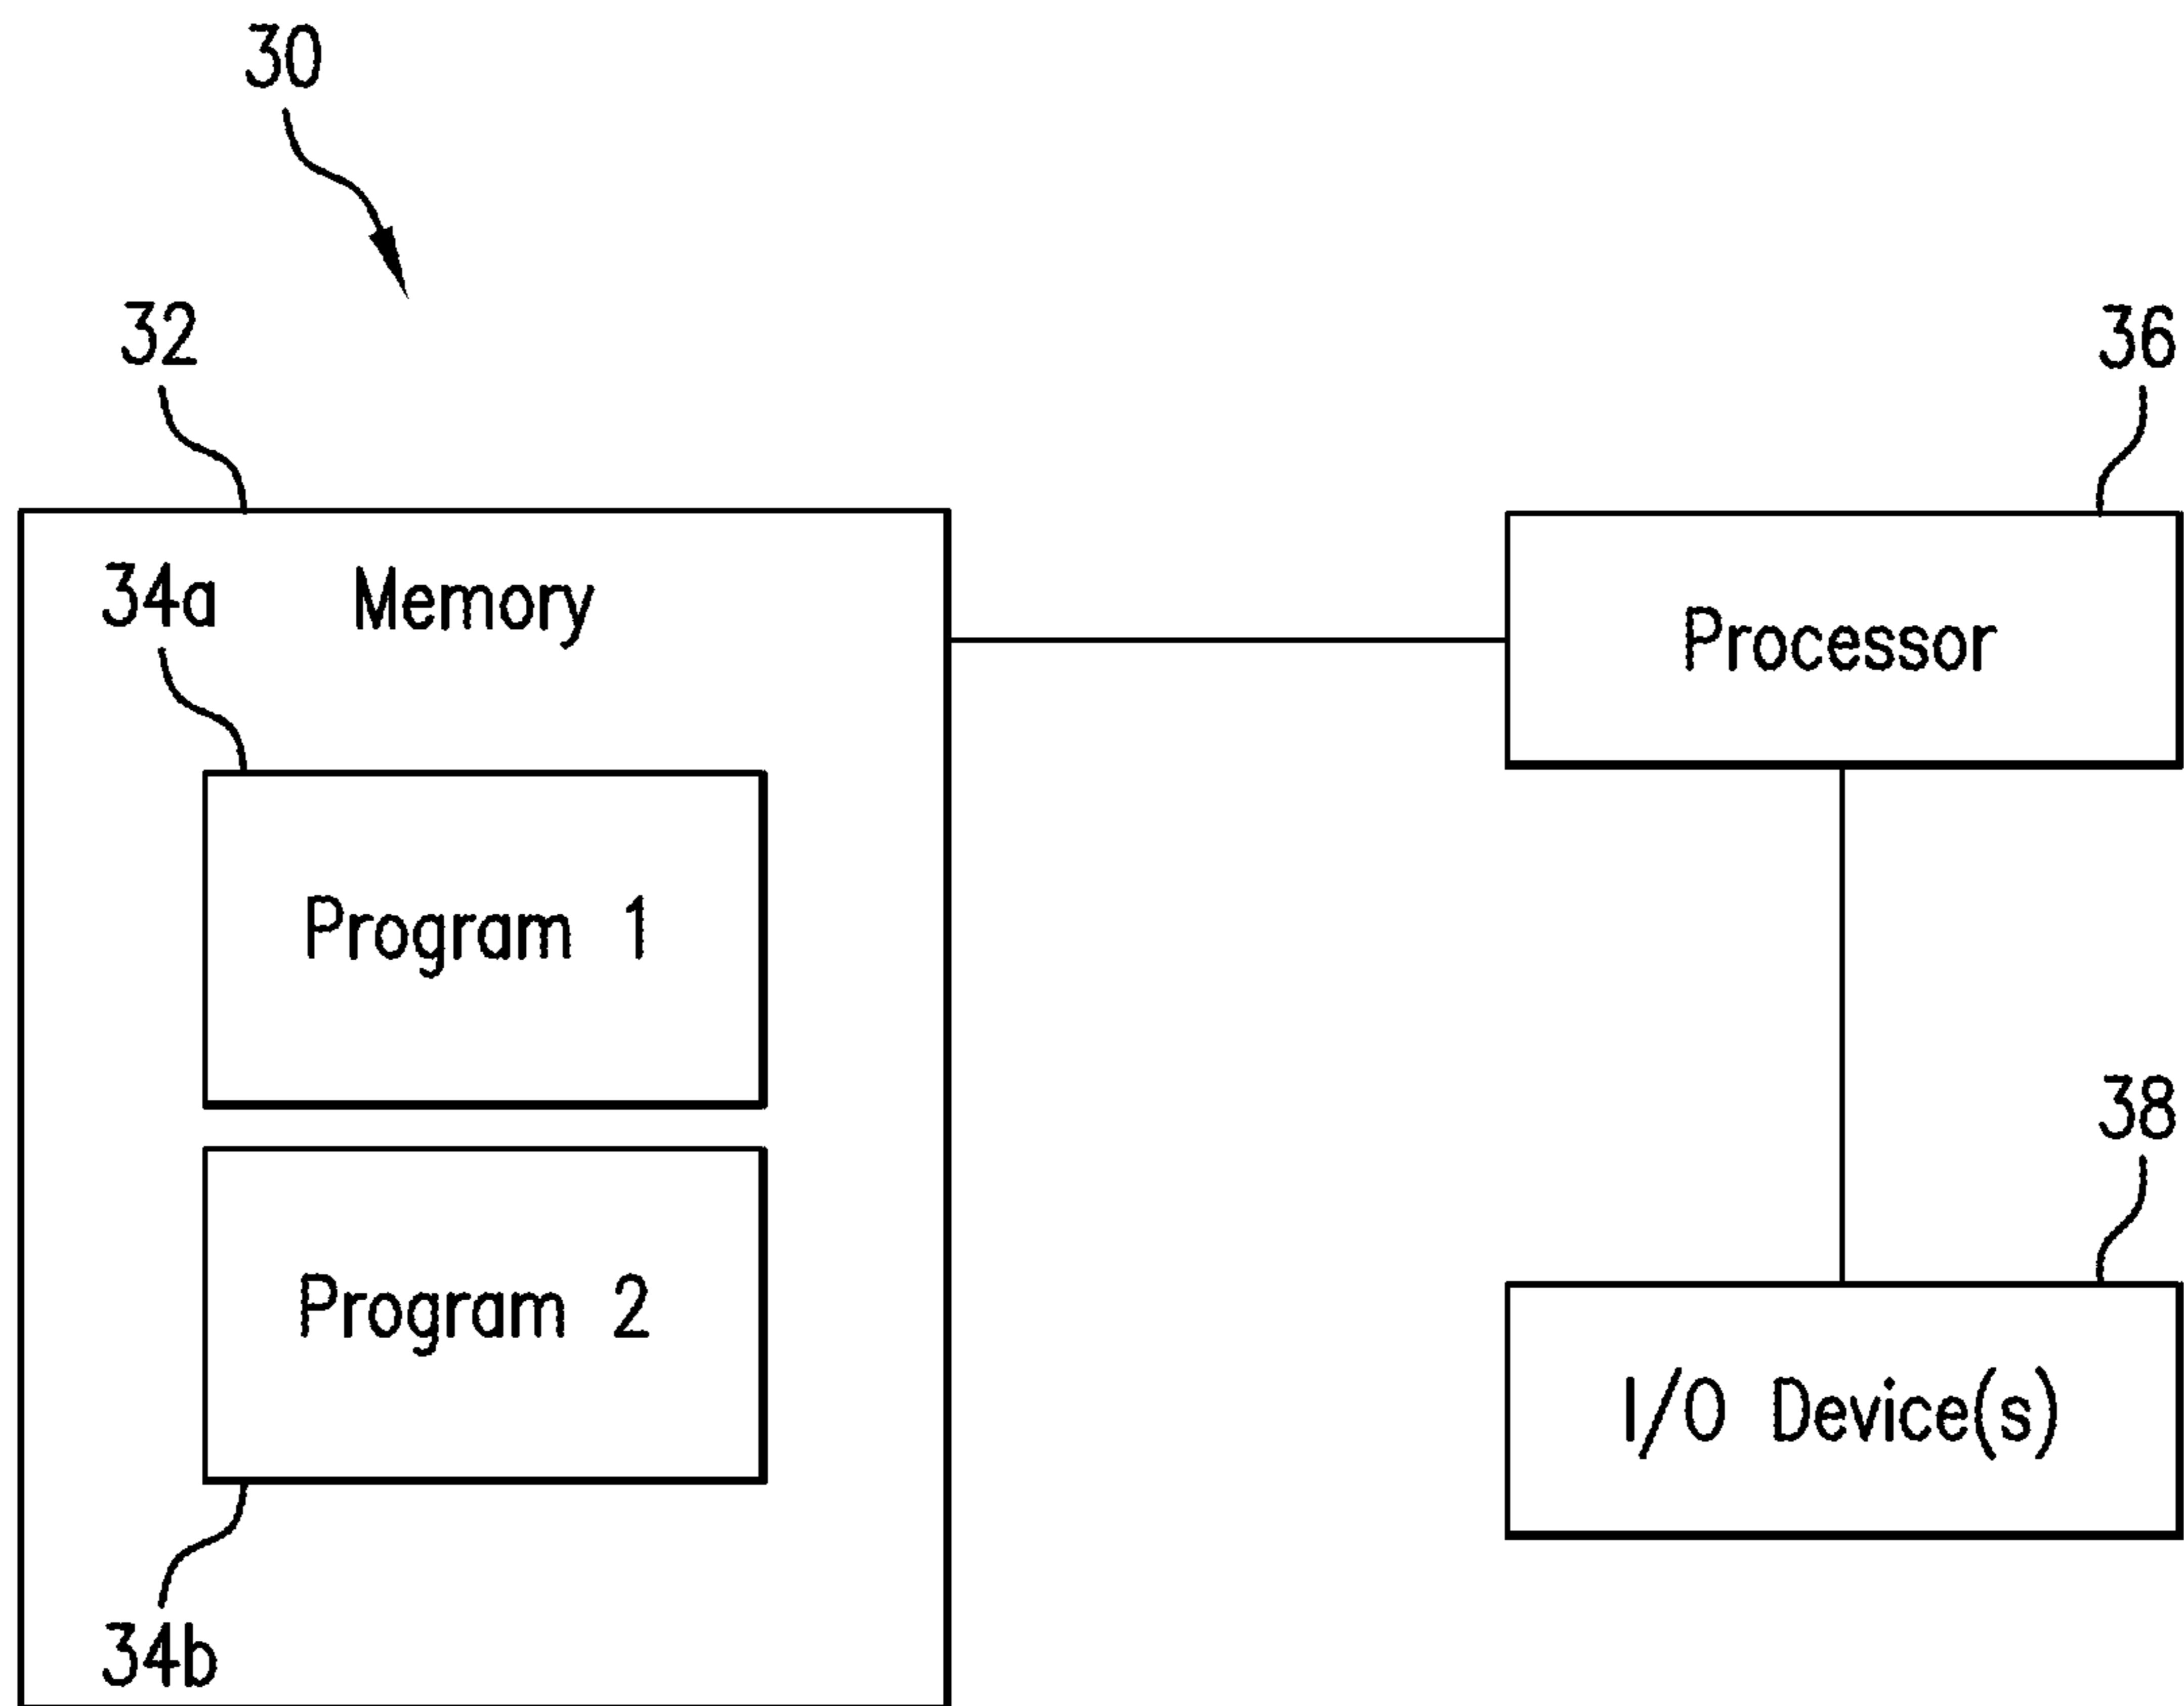 30
32
36
34a
Memory
Processor
Program 1
38
Program 2
I/O Device(s)
34b